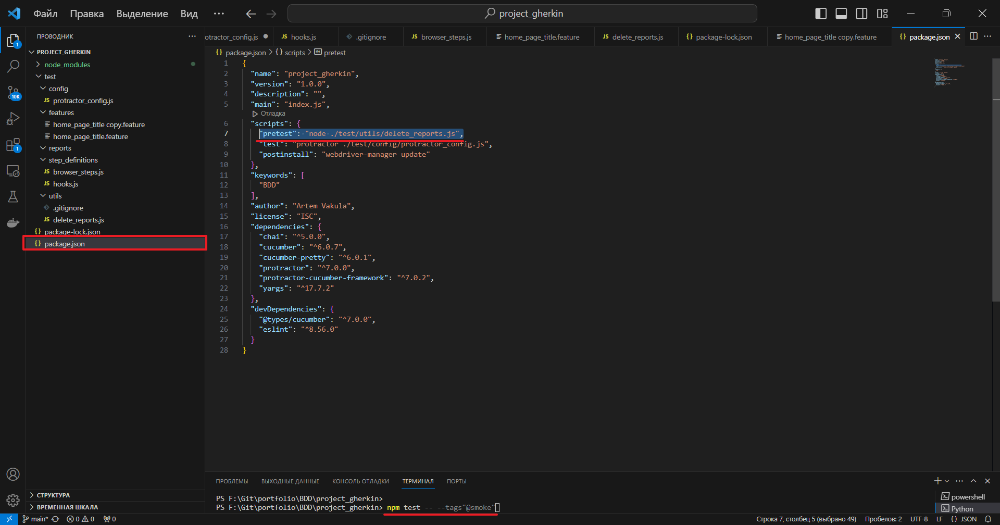 Файл Правка Выделение Вид ··· project_gherkin
ПРОВОДНИК ···
otractor_config.js hooks.js .gitignore browser_steps.js home_page_title.feature delete_reports.js package-lock.json home_page_title copy.feature package.json ···
package.json > {} scripts > pretest
PROJECT_GHERKIN
node_modules
test
config
JS protractor_config.js
features
home_page_title copy.feature
home_page_title.feature
reports
step_definitions
JS browser_steps.js
JS hooks.js
utils
.gitignore
JS delete_reports.js
{} package-lock.json
{} package.json
СТРУКТУРА
ВРЕМЕННАЯ ШКАЛА
1
10K
1
1 {
2 "name": "project_gherkin",
3 "version": "1.0.0",
4 "description": "",
5 "main": "index.js",
Отладка
6 "scripts": {
7 "pretest": "node ./test/utils/delete_reports.js",
8 "test": "protractor ./test/config/protractor_config.js",
9 "postinstall": "webdriver-manager update"
10 },
11 "keywords": [
12 "BDD"
13 ],
14 "author": "Artem Vakula",
15 "license": "ISC",
16 "dependencies": {
17 "chai": "^5.0.0",
18 "cucumber": "^6.0.7",
19 "cucumber-pretty": "^6.0.1",
20 "protractor": "^7.0.0",
21 "protractor-cucumber-framework": "^7.0.2",
22 "yargs": "^17.7.2"
23 },
24 "devDependencies": {
25 "@types/cucumber": "^7.0.0",
26 "eslint": "^8.56.0"
27 }
28 }
ПРОБЛЕМЫ ВЫХОДНЫЕ ДАННЫЕ КОНСОЛЬ ОТЛАДКИ ТЕРМИНАЛ ПОРТЫ
PS F:\Git\portfolio\BDD\project_gherkin>
PS F:\Git\portfolio\BDD\project_gherkin> npm test -- --tags"@smoke"
powershell
Python
main* 0 0 0 Строка 7, столбец 5 (выбрано 49) Пробелов: 2 UTF-8 LF {} JSON